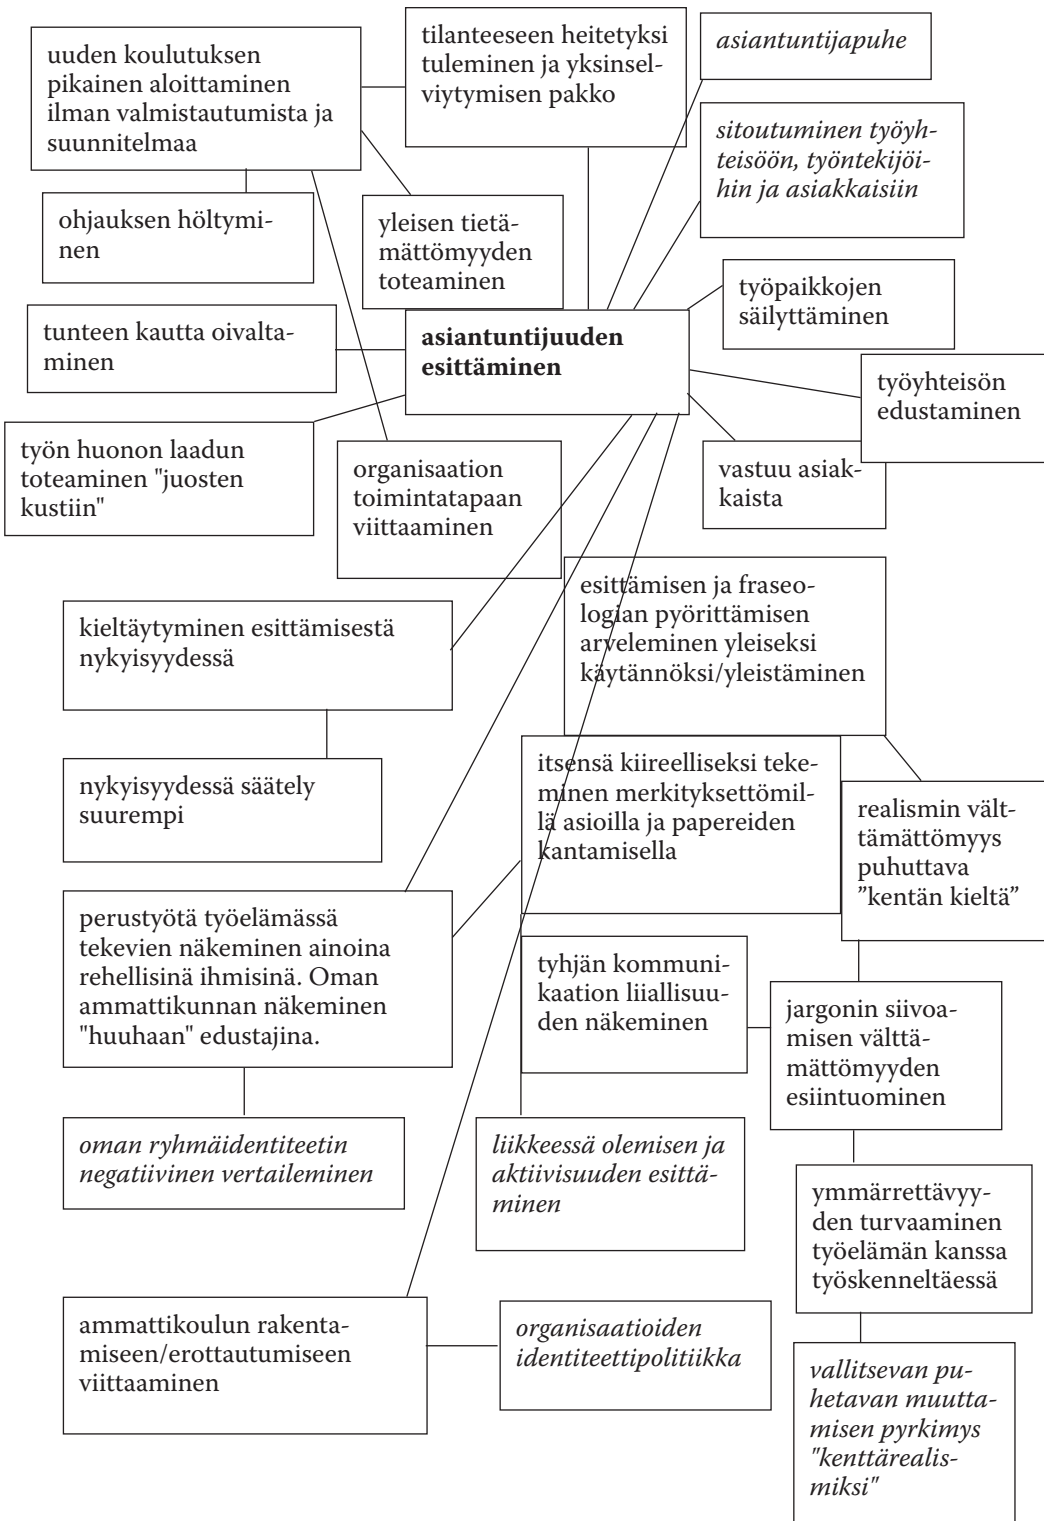 uuden koulutuksen
pikainen aloittaminen
ilman valmistautumista ja
suunnitelmaa
tilanteeseen heitetyksi
tuleminen ja yksinsel-
viytymisen pakko
asiantuntijapuhe
sitoutuminen työyh-
teisöön, työntekijöi-
hin ja asiakkaisiin
ohjauksen höltymi-
nen
yleisen tietä-
mättömyyden
toteaminen
työpaikkojen
säilyttäminen
tunteen kautta oivalta-
minen
asiantuntijuuden
esittäminen
työyhteisön
edustaminen
työn huonon laadun
toteaminen "juosten
kustiin"
organisaation
toimintatapaan
viittaaminen
vastuu asiak-
kaista
esittämisen ja fraseo-
logian pyörittämisen
arveleminen yleiseksi
käytännöksi/yleistäminen
kieltäytyminen esittämisestä
nykyisyydessä
nykyisyydessä säätely
suurempi
itsensä kiireelliseksi teke-
minen merkityksettömil-
lä asioilla ja papereiden
kantamisella
realismin vält-
tämättömyys
puhuttava
”kentän kieltä”
perustyötä työelämässä
tekevien näkeminen ainoina
rehellisinä ihmisinä. Oman
ammattikunnan näkeminen
"huuhaan" edustajina.
tyhjän kommuni-
kaation liiallisuu-
den näkeminen
jargonin siivoa-
misen välttä-
mättömyyden
esiintuominen
oman ryhmäidentiteetin
negatiivinen vertaileminen
liikkeessä olemisen ja
aktiivisuuden esittä-
minen
ymmärrettävyy-
den turvaaminen
työelämän kanssa
työskenneltäessä
ammattikoulun rakenta-
miseen/erottautumiseen
viittaaminen
organisaatioiden
identiteettipolitiikka
vallitsevan pu-
hetavan muutta-
misen pyrkimys
"kenttärealis-
miksi"